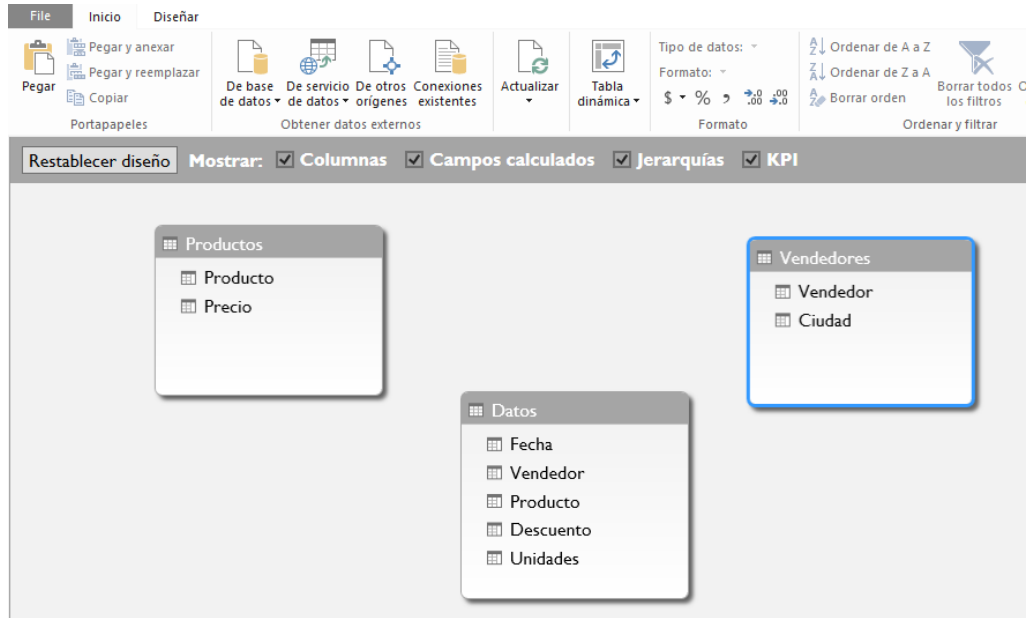 File Inicio Diseñar
Pegar
Pegar y anexar
Pegar y reemplazar
Copiar
Portapapeles
De base de datos
De servicio de datos
De otros orígenes
Conexiones existentes
Obtener datos externos
Actualizar
Tabla dinámica
Tipo de datos:
Formato:
$ % , .00 .0
Formato
Ordenar de A a Z
Ordenar de Z a A
Borrar orden
Borrar todos los filtros
Ordenar y filtrar
Restablecer diseño Mostrar: Columnas Campos calculados Jerarquías KPI
Productos
Producto
Precio
Vendedores
Vendedor
Ciudad
Datos
Fecha
Vendedor
Producto
Descuento
Unidades